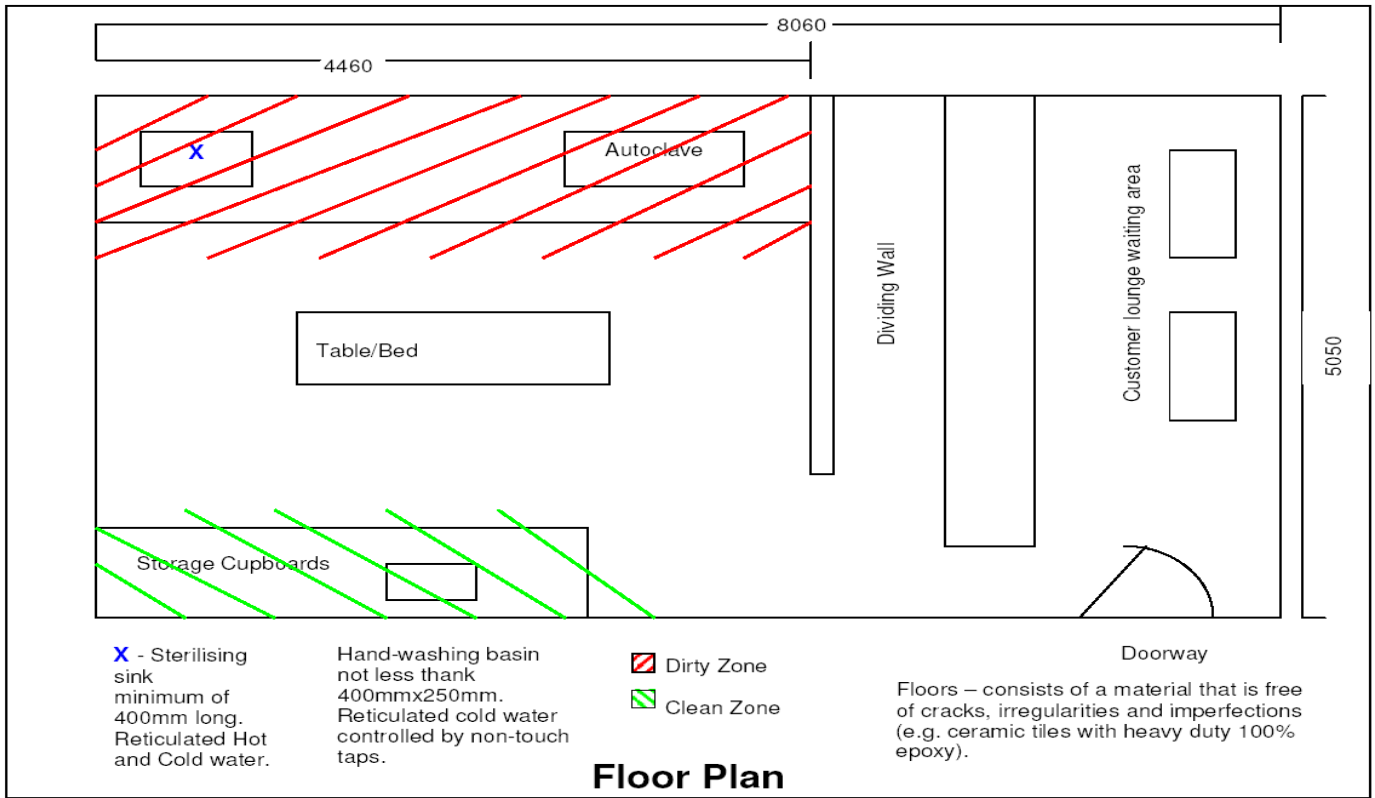 8060
4460
X
Autoclave
Dividing Wall
Customer lounge waiting area
5050
Table/Bed
Storage Cupboards
X - Sterilising
sink
minimum of
400mm long.
Reticulated Hot
and Cold water.
Hand-washing basin
not less thank
400mmx250mm.
Reticulated cold water
controlled by non-touch
taps.
Dirty Zone
Clean Zone
Doorway
Floors – consists of a material that is free
of cracks, irregularities and imperfections
(e.g. ceramic tiles with heavy duty 100%
epoxy).
Floor Plan